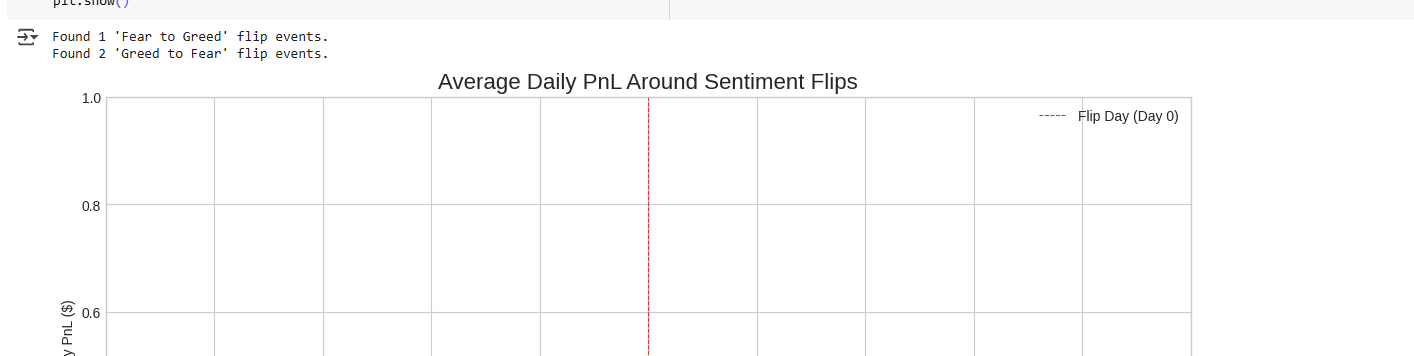 plt.show()
Found 1 'Fear to Greed' flip events.
Found 2 'Greed to Fear' flip events.
Average Daily PnL Around Sentiment Flips
1.0
Flip Day (Day 0)
0.8
0.6
PnL ($)